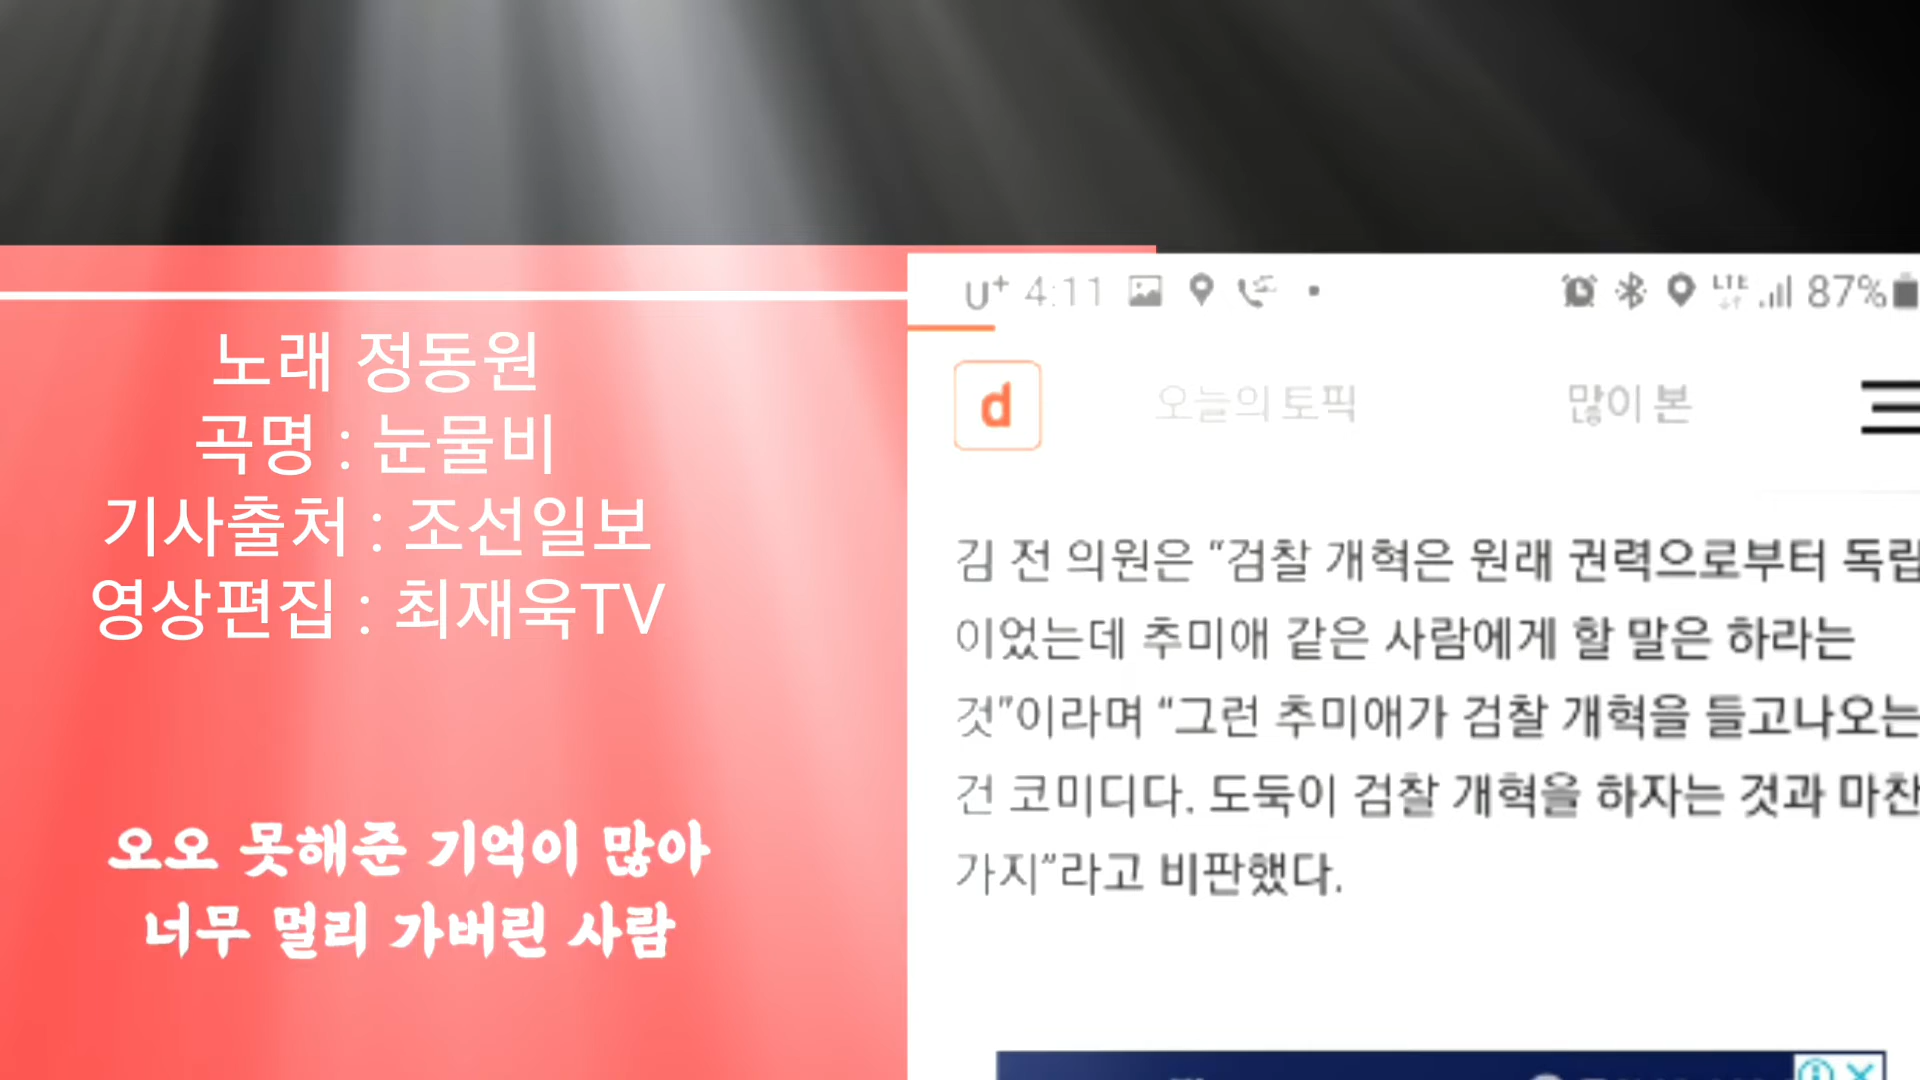 노래 정동원
곡명 : 눈물비
기사출처 : 조선일보
영상편집 : 최재욱TV
오오 못해준 기억이 많아
너무 멀리 가버린 사람
U+ 4:11 LTE 87%
d 오늘의 토픽 많이 본
김 전 의원은 “검찰 개혁은 원래 권력으로부터 독립
이었는데 추미애 같은 사람에게 할 말은 하라는
것”이라며 “그런 추미애가 검찰 개혁을 들고나오는
건 코미디다. 도둑이 검찰 개혁을 하자는 것과 마찬
가지”라고 비판했다.